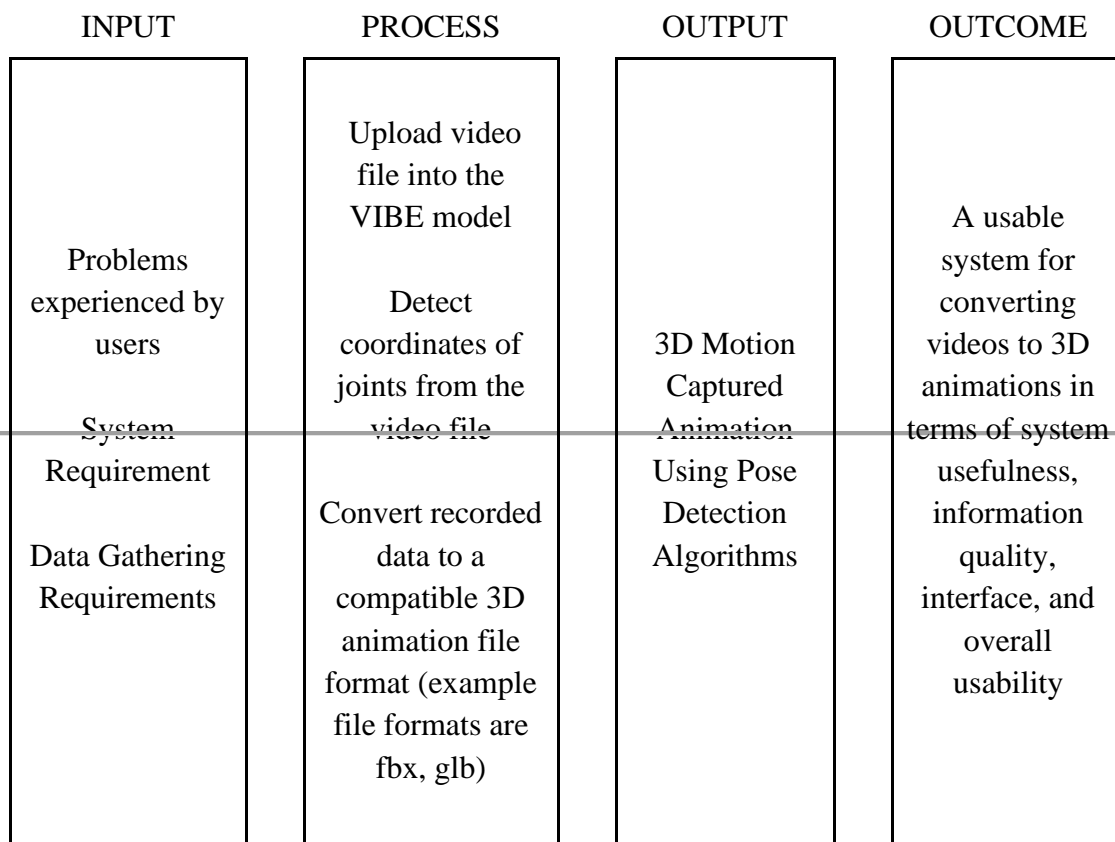 INPUT
PROCESS
OUTPUT
OUTCOME
Problems
experienced by
users
System
Requirement
Data Gathering
Requirements
Upload video
file into the
VIBE model
Detect
coordinates of
joints from the
video file
Convert recorded
data to a
compatible 3D
animation file
format (example
file formats are
fbx, glb)
3D Motion
Captured
Animation
Using Pose
Detection
Algorithms
A usable
system for
converting
videos to 3D
animations in
terms of system
usefulness,
information
quality,
interface, and
overall
usability